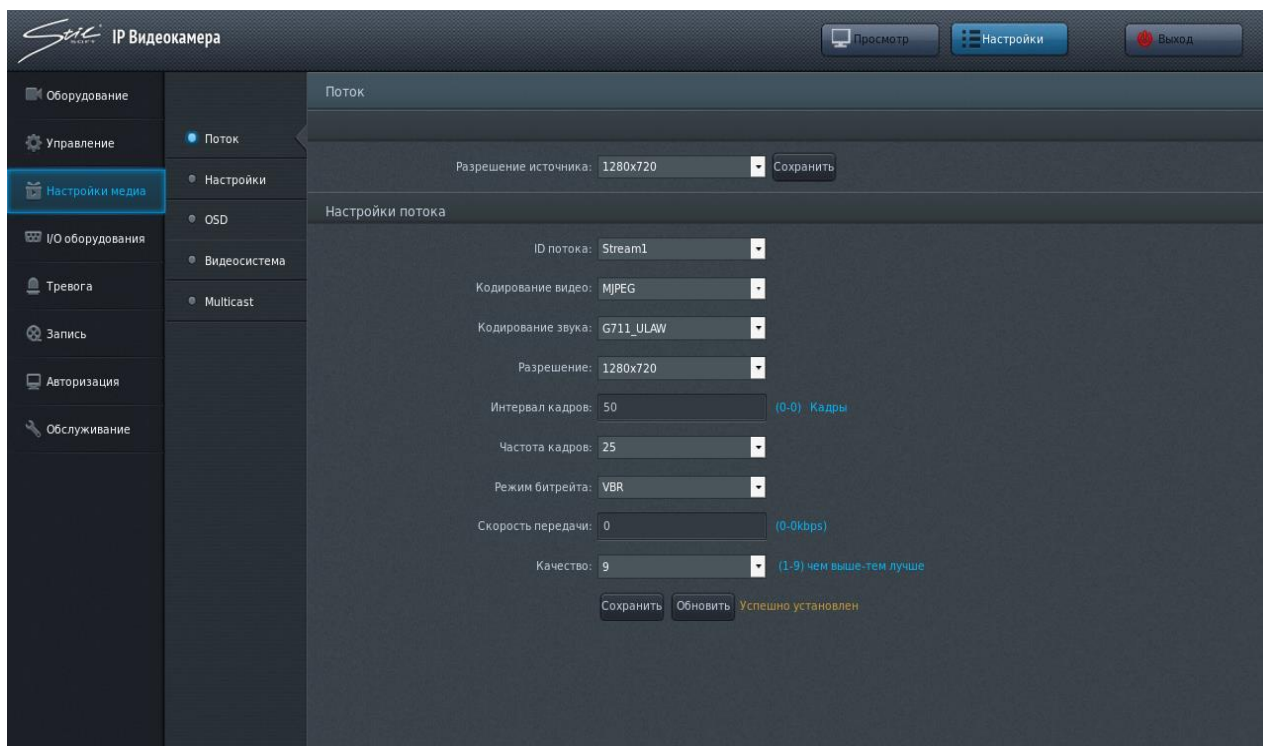 Stil SOFT IP Видеокамера
Просмотр
Настройки
Выход
Оборудование
Управление
Настройки медиа
I/O оборудования
Тревога
Запись
Авторизация
Обслуживание
Поток
Настройки
OSD
Видеосистема
Multicast
Поток
Разрешение источника: 1280x720 Сохранить
Настройки потока
ID потока: Stream1
Кодирование видео: MJPEG
Кодирование звука: G711_ULAW
Разрешение: 1280x720
Интервал кадров: 50 (0-0) Кадры
Частота кадров: 25
Режим битрейта: VBR
Скорость передачи: 0 (0-0kbps)
Качество: 9 (1-9) чем выше-тем лучше
Сохранить Обновить Успешно установлен